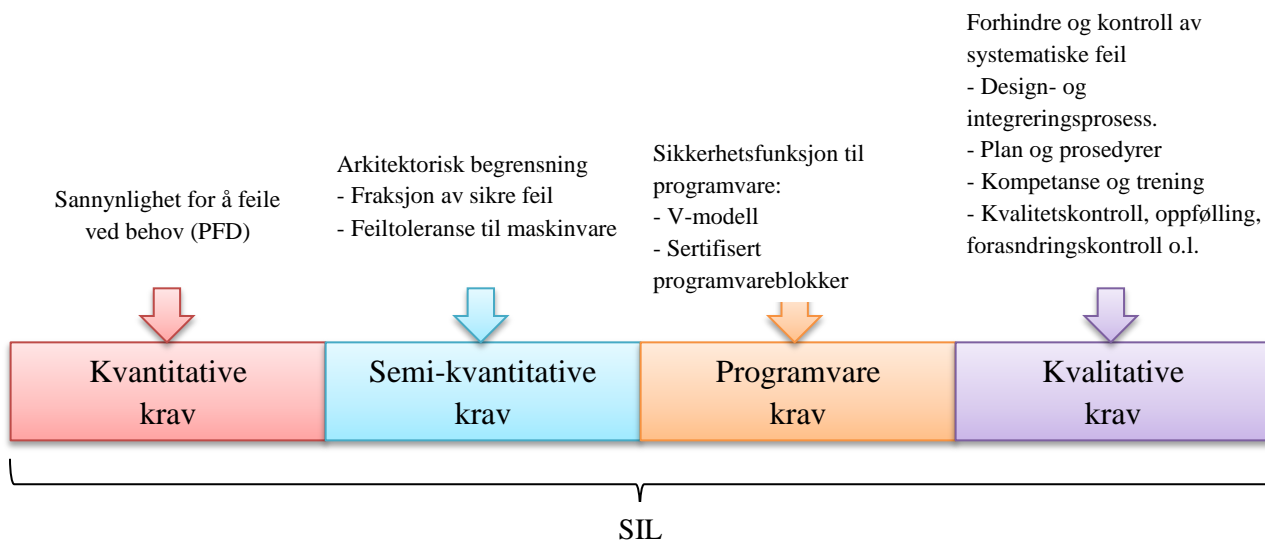 Sannynlighet for å feile
ved behov (PFD)
Arkitektorisk begrensning
- Fraksjon av sikre feil
- Feiltoleranse til maskinvare
Sikkerhetsfunksjon til
programvare:
- V-modell
- Sertifisert
programvareblokker
Forhindre og kontroll av
systematiske feil
- Design- og
integreringsprosess.
- Plan og prosedyrer
- Kompetanse og trening
- Kvalitetskontroll, oppfølling,
forasndringskontroll o.l.
Kvantitative
krav
Semi-kvantitative
krav
Programvare
krav
Kvalitative
krav
SIL